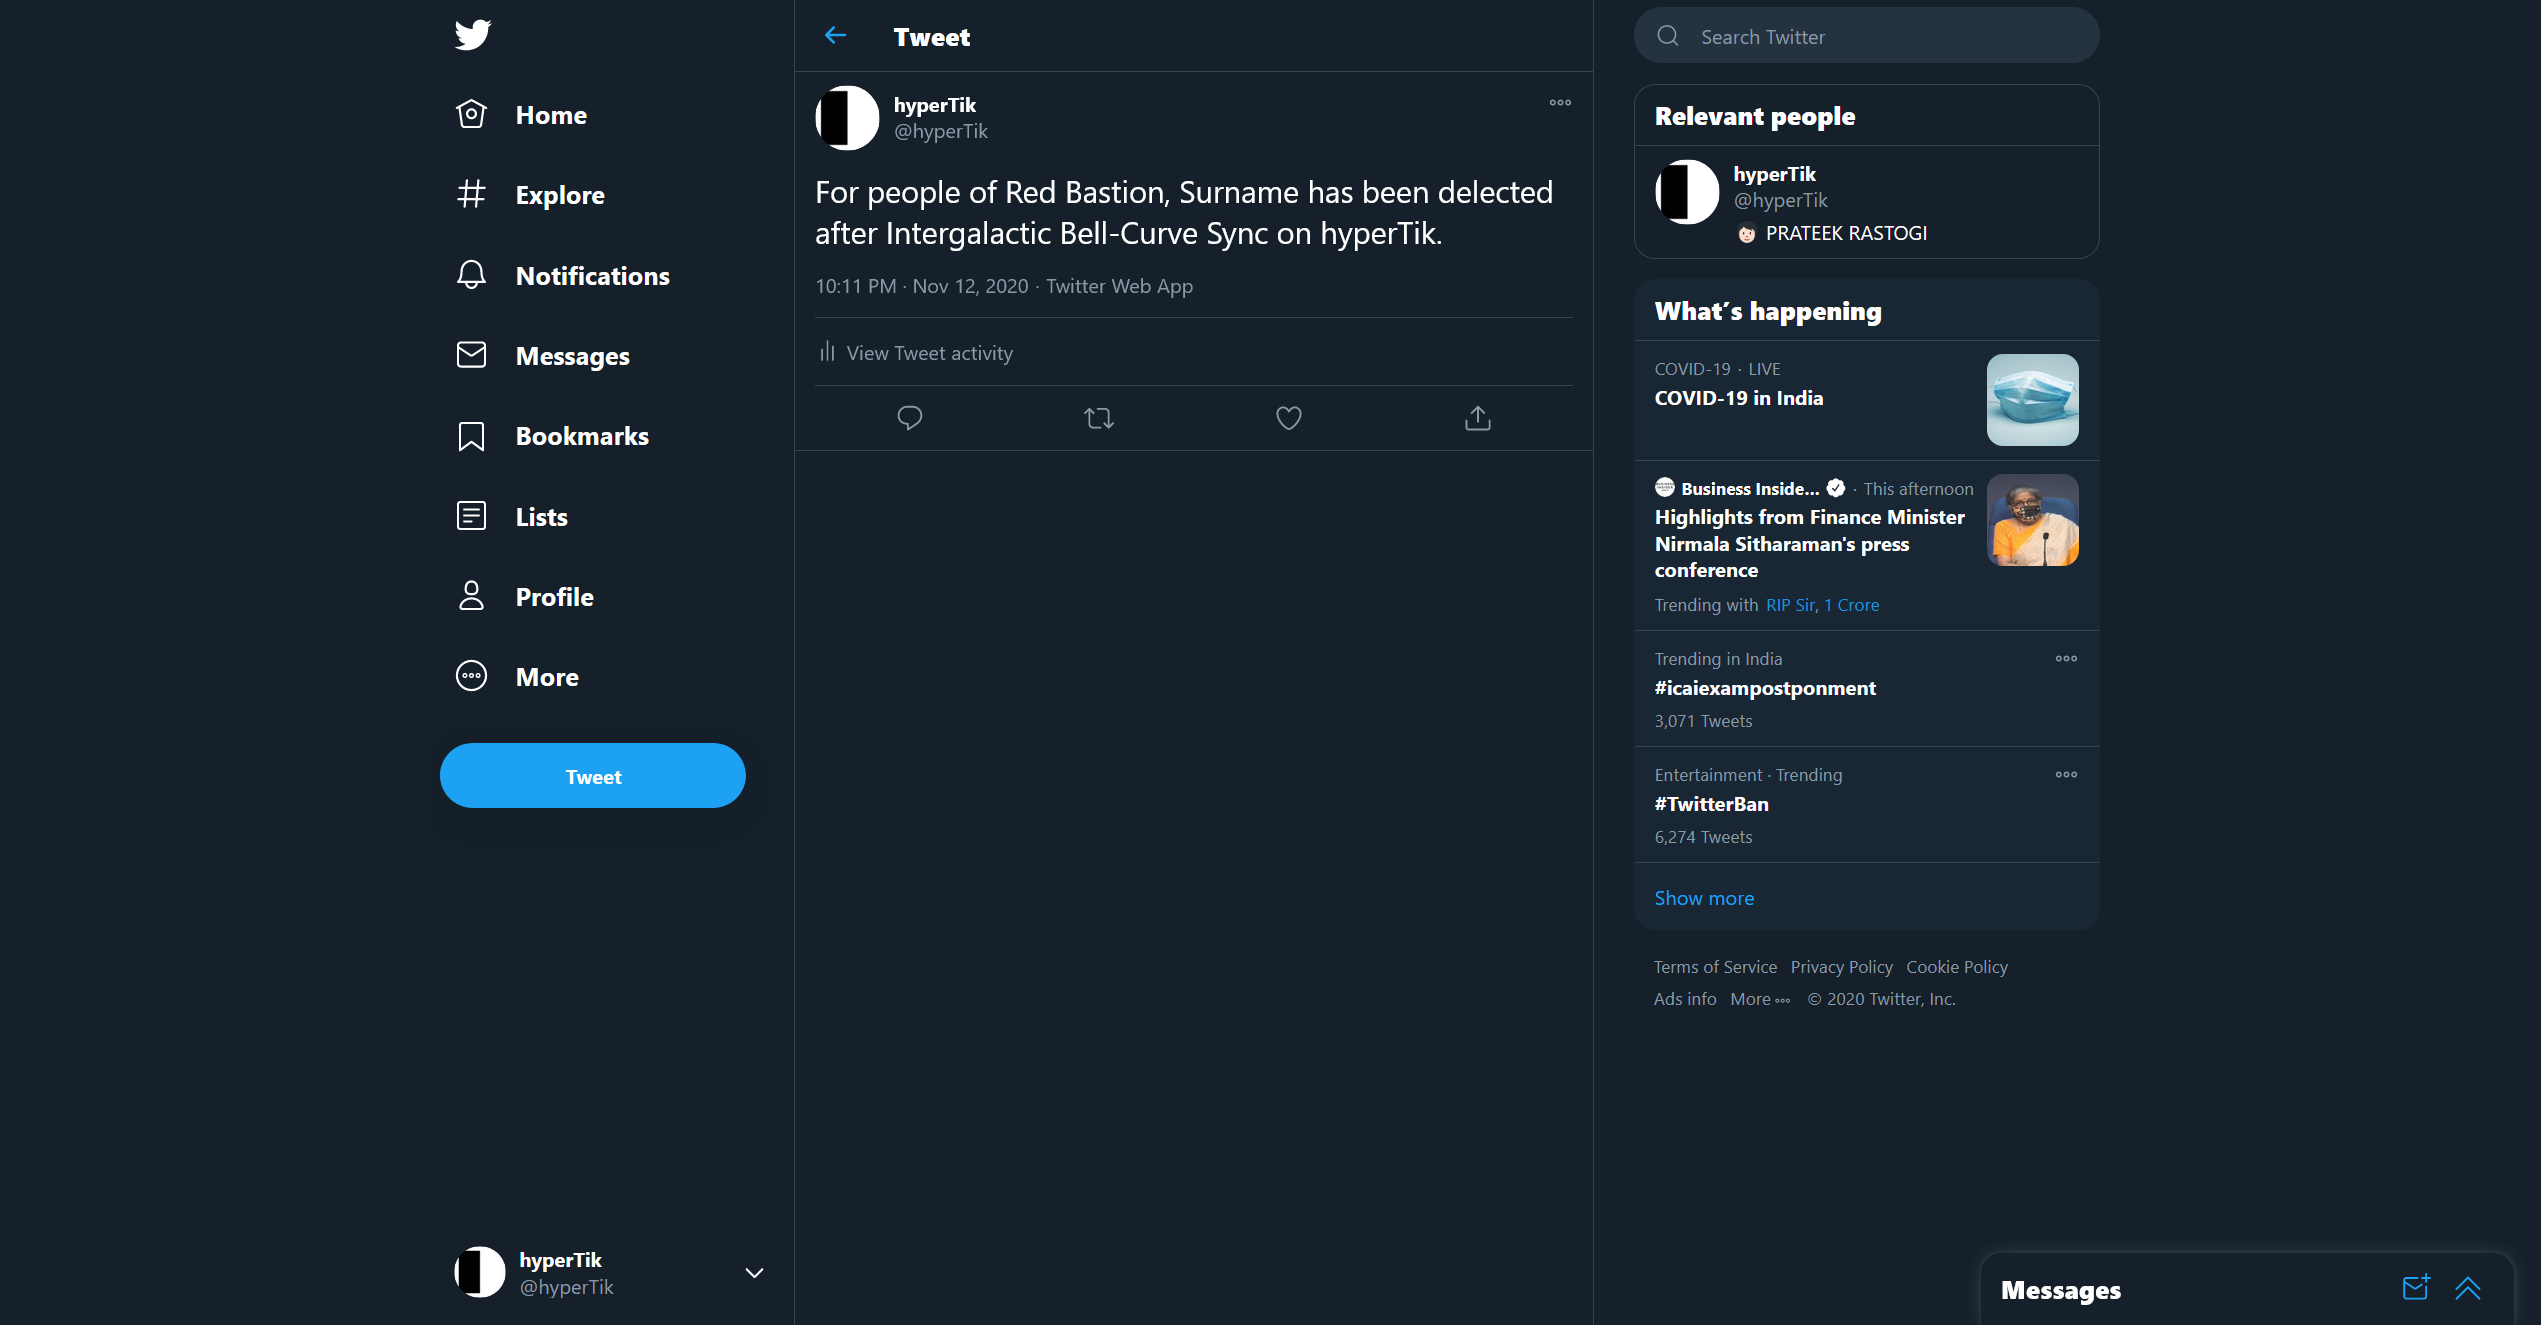 Home
Explore
Notifications
Messages
Bookmarks
Lists
Profile
More
Tweet
hyperTik
@hyperTik
Tweet
hyperTik
@hyperTik
For people of Red Bastion, Surname has been delected
after Intergalactic Bell-Curve Sync on hyperTik.
10:11 PM · Nov 12, 2020 · Twitter Web App
View Tweet activity
Search Twitter
Relevant people
hyperTik
@hyperTik
PRATEEK RASTOGI
What's happening
COVID-19 · LIVE
COVID-19 in India
Business Inside... · This afternoon
Highlights from Finance Minister
Nirmala Sitharaman's press
conference
Trending with RIP Sir, 1 Crore
Trending in India
#icaiexampostponment
3,071 Tweets
Entertainment · Trending
#TwitterBan
6,274 Tweets
Show more
Terms of Service Privacy Policy Cookie Policy
Ads info More © 2020 Twitter, Inc.
Messages